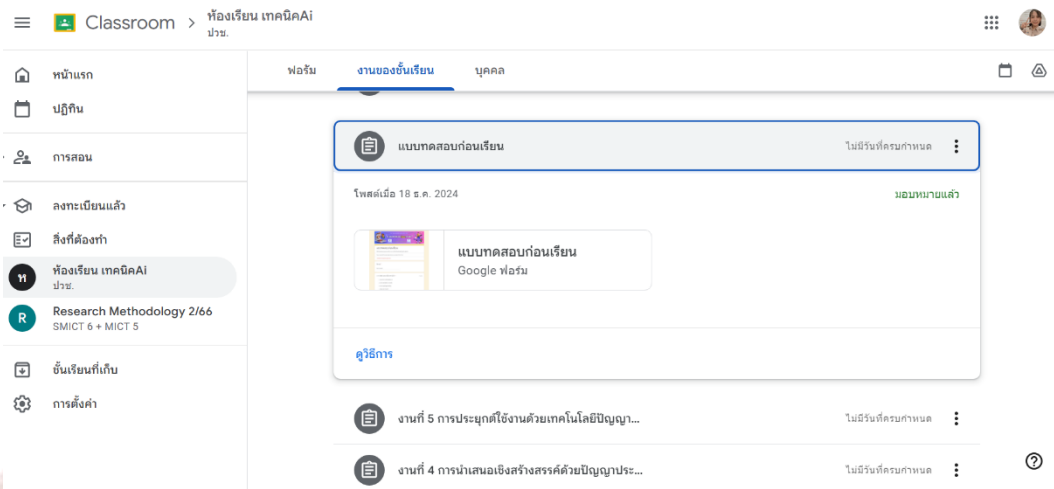 Classroom > ห้องเรียน เทคนิคAi
ปวช.
หน้าแรก
ปฏิทิน
การสอน
ลงทะเบียนแล้ว
สิ่งที่ต้องทำ
ท
ห้องเรียน เทคนิคAi
ปวช.
R
Research Methodology 2/66
SMICT 6 + MICT 5
ชั้นเรียนที่เก็บ
การตั้งค่า
ฟอรัม งานของชั้นเรียน บุคคล
แบบทดสอบก่อนเรียน ไม่มีวันที่ครบกำหนด
โพสต์เมื่อ 18 ธ.ค. 2024 มอบหมายแล้ว
แบบทดสอบก่อนเรียน
Google ฟอร์ม
ดูวิธีการ
งานที่ 5 การประยุกต์ใช้งานด้วยเทคโนโลยีปัญญา... ไม่มีวันที่ครบกำหนด
งานที่ 4 การนำเสนอเชิงสร้างสรรค์ด้วยปัญญาประ... ไม่มีวันที่ครบกำหนด